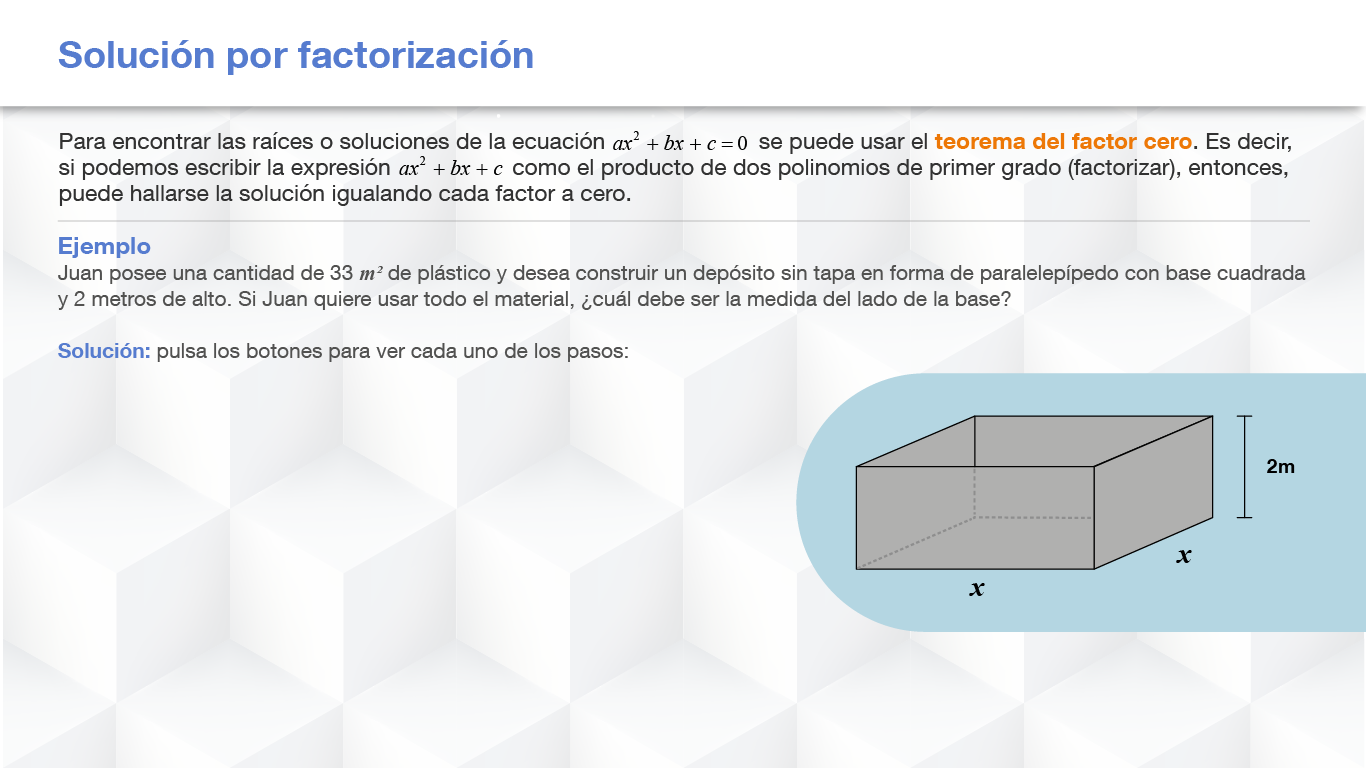 Solución por factorización
Para encontrar las raíces o soluciones de la ecuación ax² + bx + c = 0 se puede usar el teorema del factor cero. Es decir,
si podemos escribir la expresión ax² + bx + c como el producto de dos polinomios de primer grado (factorizar), entonces,
puede hallarse la solución igualando cada factor a cero.
Ejemplo
Juan posee una cantidad de 33 m² de plástico y desea construir un depósito sin tapa en forma de paralelepípedo con base cuadrada
y 2 metros de alto. Si Juan quiere usar todo el material, ¿cuál debe ser la medida del lado de la base?
Solución: pulsa los botones para ver cada uno de los pasos:
2m
x
x